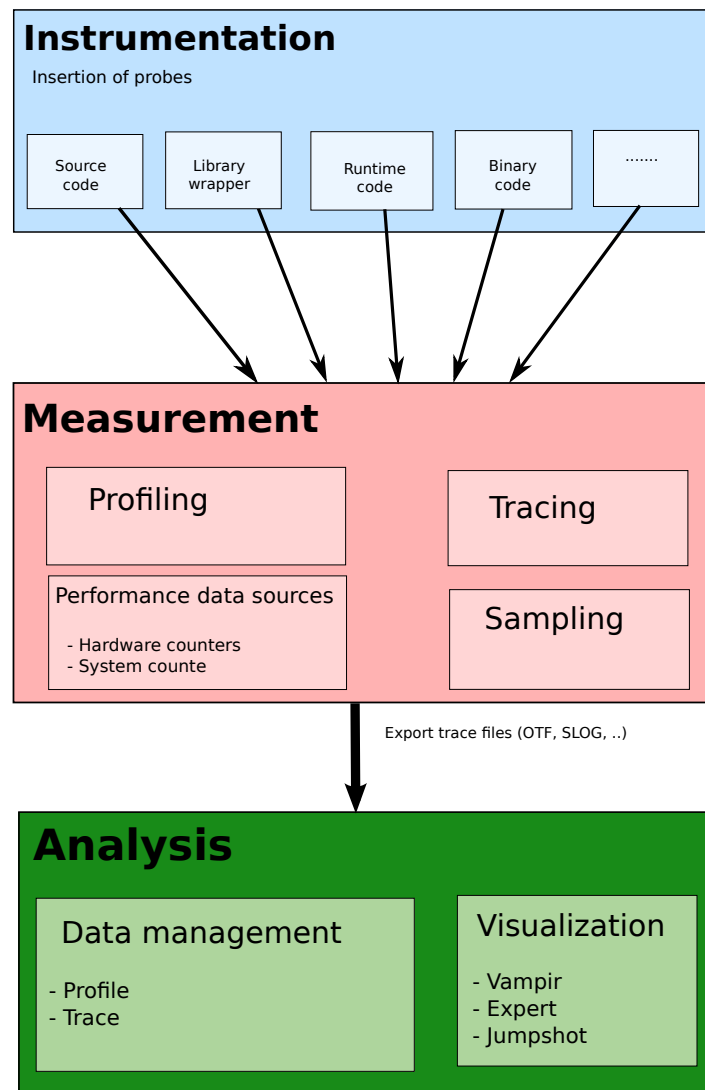 Instrumentation
Insertion of probes
Source
code
Library
wrapper
Runtime
code
Binary
code
.......
Measurement
Profiling
Tracing
Performance data sources
- Hardware counters
- System counte
Sampling
Export trace files (OTF, SLOG, ..)
Analysis
Data management
- Profile
- Trace
Visualization
- Vampir
- Expert
- Jumpshot